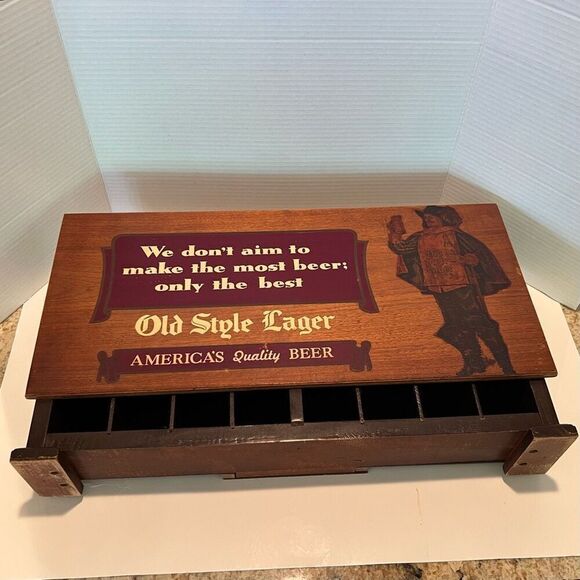 We don't aim to
make the most beer;
only the best
Old Style Lager
AMERICA'S Quality BEER